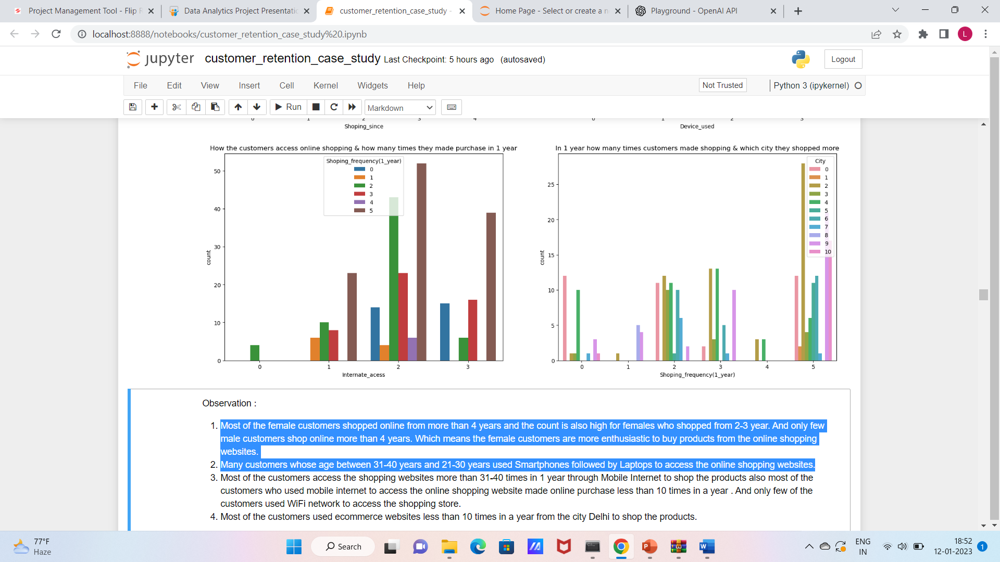 Project Management Tool - Flip R
Data Analytics Project Presentatio
customer_retention_case_study -
Home Page - Select or create a n
Playground - OpenAI API
localhost:8888/notebooks/customer_retention_case_study%20.ipynb
L
jupyter customer_retention_case_study Last Checkpoint: 5 hours ago (autosaved)
Logout
File Edit View Insert Cell Kernel Widgets Help
Not Trusted Python 3 (ipykernel)
Run Markdown
0 1 2 3 4
Shoping_since
0 1 2 3
Device_used
How the customers access online shopping & how many times they made purchase in 1 year
Shoping_frequency(1_year)
0
1
2
3
4
5
50
40
30
20
10
0
count
0 1 2 3
Internate_acess
In 1 year how many times customers made shopping & which city they shopped more
City
0
1
2
3
4
5
6
7
8
9
10
25
20
15
10
5
0
count
0 1 2 3 4 5
Shoping_frequency(1_year)
Observation :
1. Most of the female customers shopped online from more than 4 years and the count is also high for females who shopped from 2-3 year. And only few
male customers shop online more than 4 years. Which means the female customers are more enthusiastic to buy products from the online shopping
websites.
2. Many customers whose age between 31-40 years and 21-30 years used Smartphones followed by Laptops to access the online shopping websites.
3. Most of the customers access the shopping websites more than 31-40 times in 1 year through Mobile Internet to shop the products also most of the
customers who used mobile internet to access the online shopping website made online purchase less than 10 times in a year . And only few of the
customers used WiFi network to access the shopping store.
4. Most of the customers used ecommerce websites less than 10 times in a year from the city Delhi to shop the products.
77°F
Haze
Search
ENG
IN
18:52
12-01-2023
1